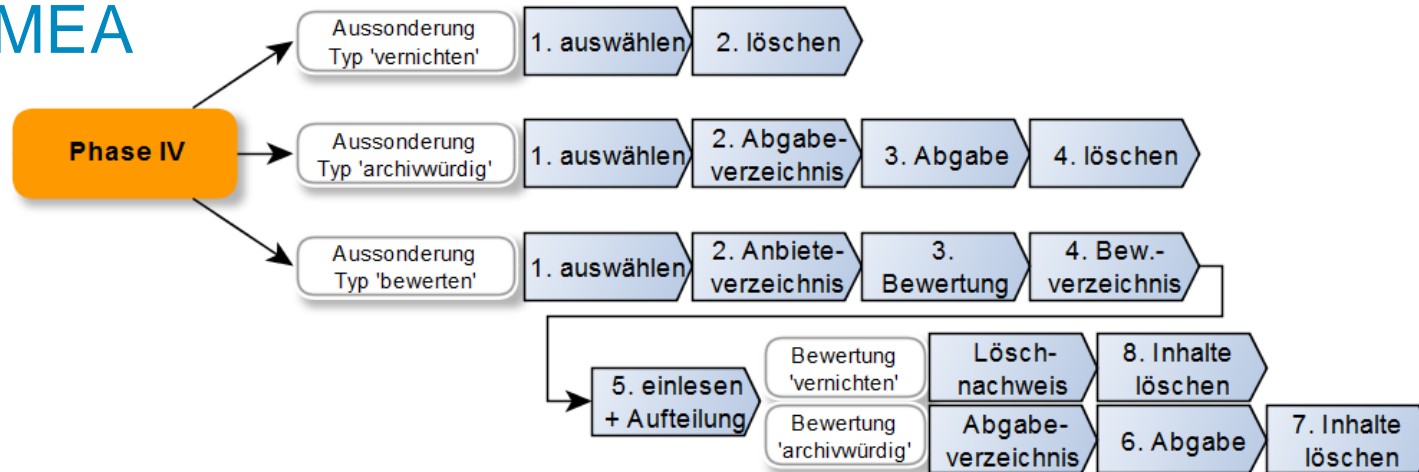 MEA
Phase IV
Aussonderung
Typ 'vernichten'
1. auswählen
2. löschen
Aussonderung
Typ 'archivwürdig'
1. auswählen
2. Abgabe-
verzeichnis
3. Abgabe
4. löschen
Aussonderung
Typ 'bewerten'
1. auswählen
2. Anbiete-
verzeichnis
3.
Bewertung
4. Bew.-
verzeichnis
5. einlesen
+ Aufteilung
Bewertung
'vernichten'
Lösch-
nachweis
8. Inhalte
löschen
Bewertung
'archivwürdig'
Abgabe-
verzeichnis
6. Abgabe
7. Inhalte
löschen